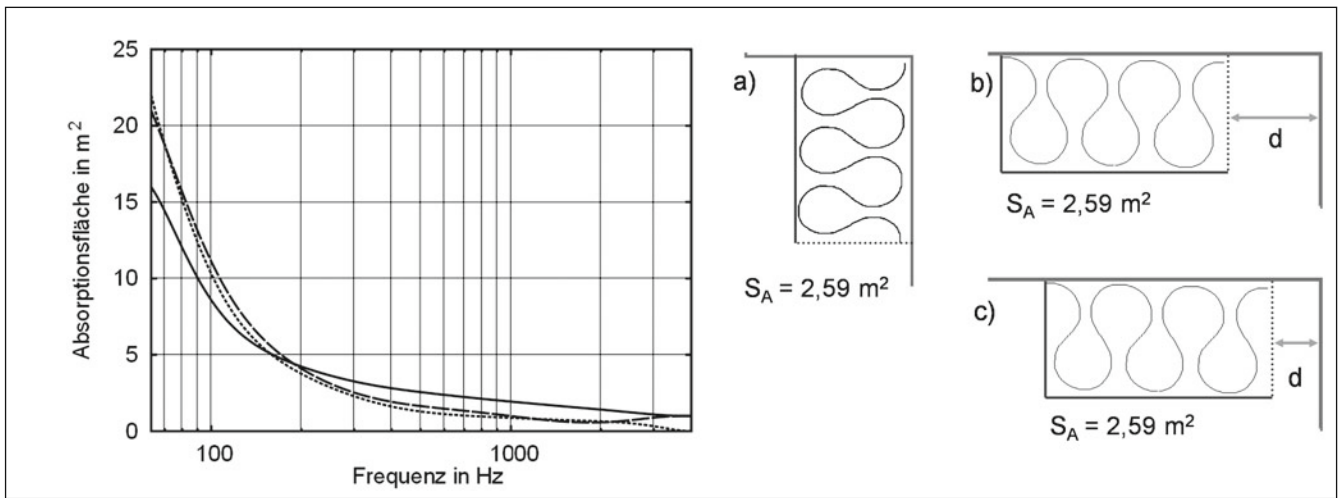 Absorptionsfläche in m²
25
20
15
10
5
0
100
1000
Frequenz in Hz
a)
S_A = 2,59 m²
b)
d
S_A = 2,59 m²
c)
d
S_A = 2,59 m²